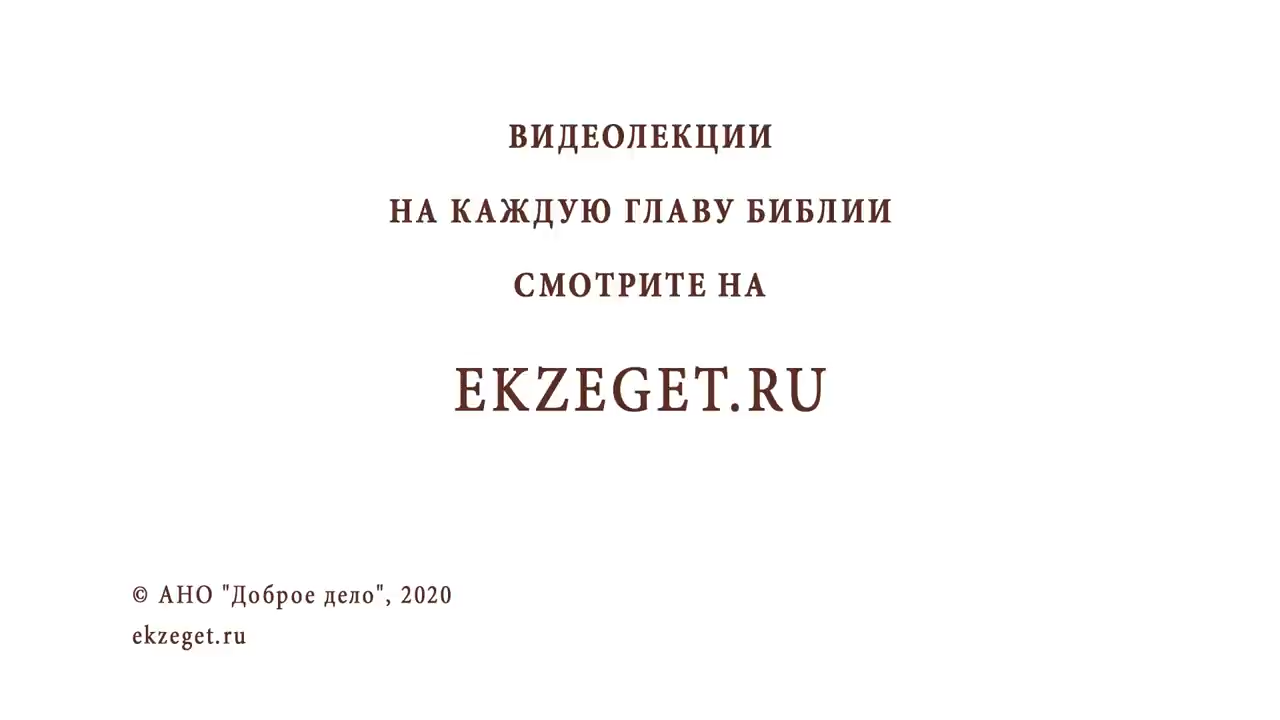 ВИДЕОЛЕКЦИИ
НА КАЖДУЮ ГЛАВУ БИБЛИИ
СМОТРИТЕ НА
EKZEGET.RU
© АНО "Доброе дело", 2020
ekzeget.ru